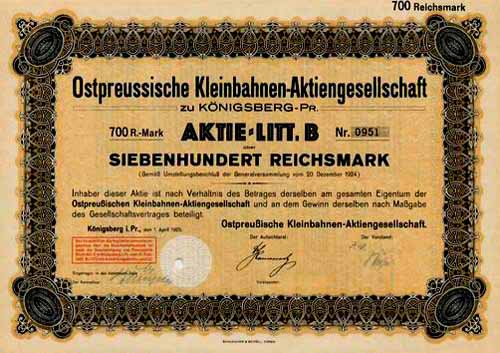 700 Reichsmark
Ostpreussische Kleinbahnen-Aktiengesellschaft
zu KÖNIGSBERG-PR.
700 R.-Mark AKTIE-LITT. B Nr. 0951
über
SIEBENHUNDERT REICHSMARK
(Gemäß Umstellungsbeschluß der Generalversammlung vom 20. Dezember 1924.)
Inhaber dieser Aktie ist nach Verhältnis des Betrages derselben am gesamten Eigentum der
Ostpreußischen Kleinbahnen-Aktiengesellschaft und an dem Gewinn derselben nach Maßgabe
des Gesellschaftsvertrages beteiligt.
Ostpreußische Kleinbahnen-Aktiengesellschaft.
Königsberg i. Pr., den 1. April 1925.
Der Aufsichtsrat: Der Vorstand: